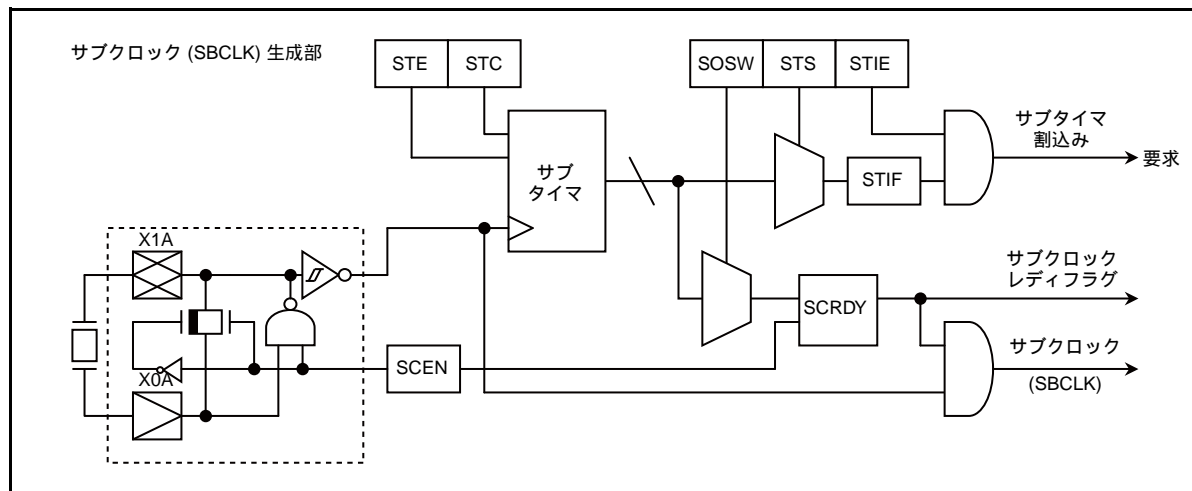 サブクロック (SBCLK) 生成部
STE
STC
SOSW
STS
STIE
サブ
タイマ
STIF
サブタイマ
割込み
要求
X1A
X0A
SCEN
SCRDY
サブクロック
レディフラグ
サブクロック
(SBCLK)